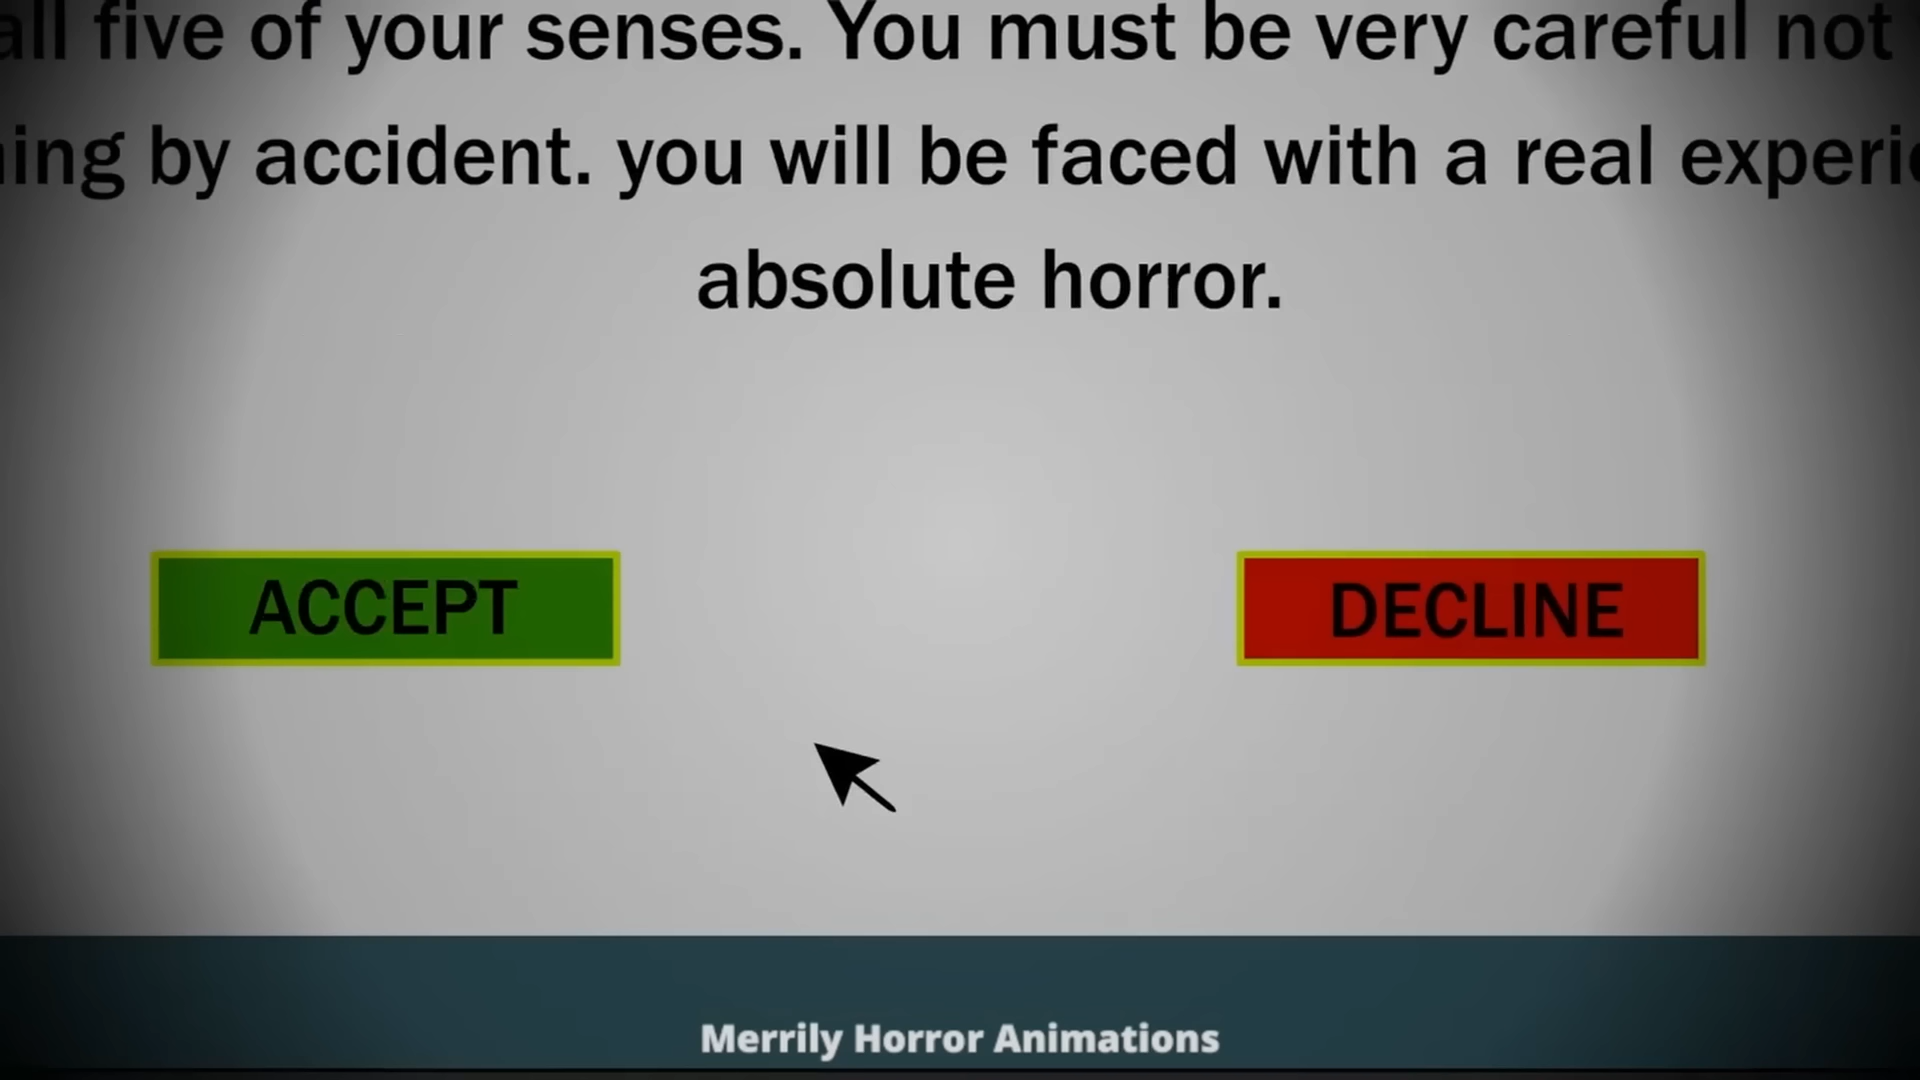 all five of your senses. You must be very careful not
by accident. you will be faced with a real
absolute horror.
ACCEPT
DECLINE
Merrily Horror Animations